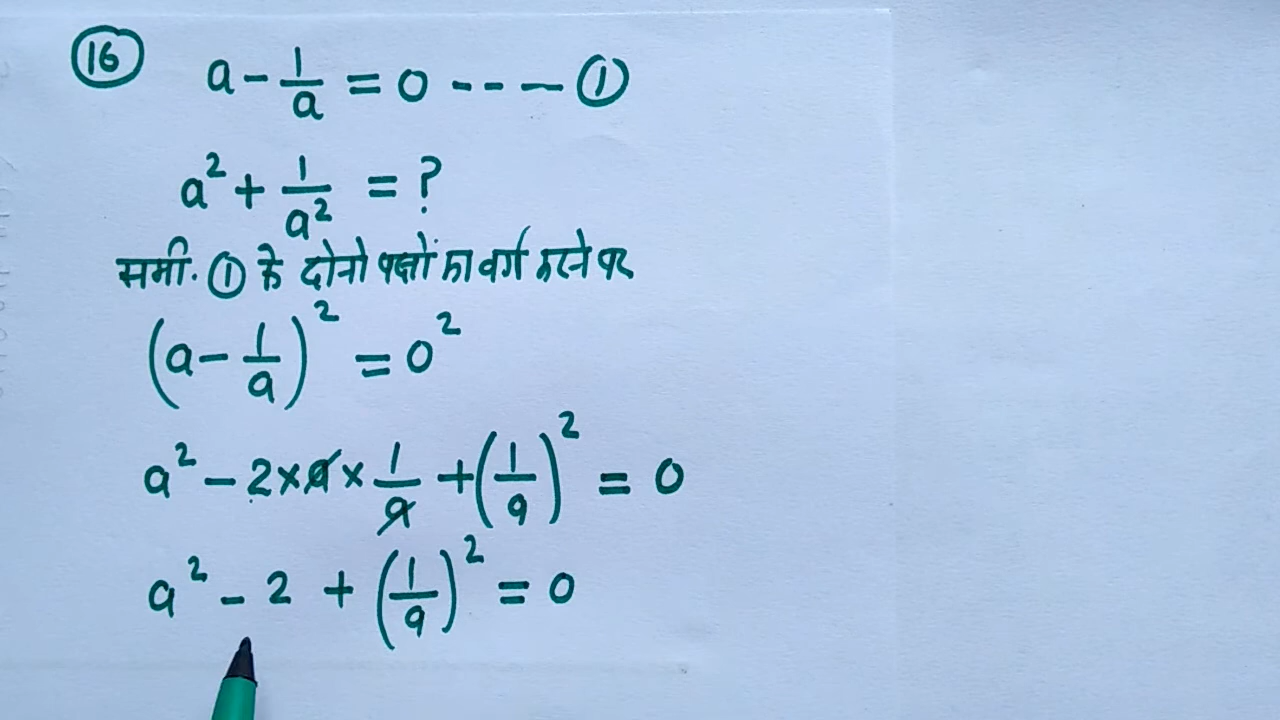 16 a - 1/a = 0 --- ①
a² + 1/a² = ?
समी. ① के दोनो पक्षों का वर्ग करने पर
(a - 1/a)² = 0²
a² - 2 × a × 1/a + (1/a)² = 0
a² - 2 + (1/a)² = 0